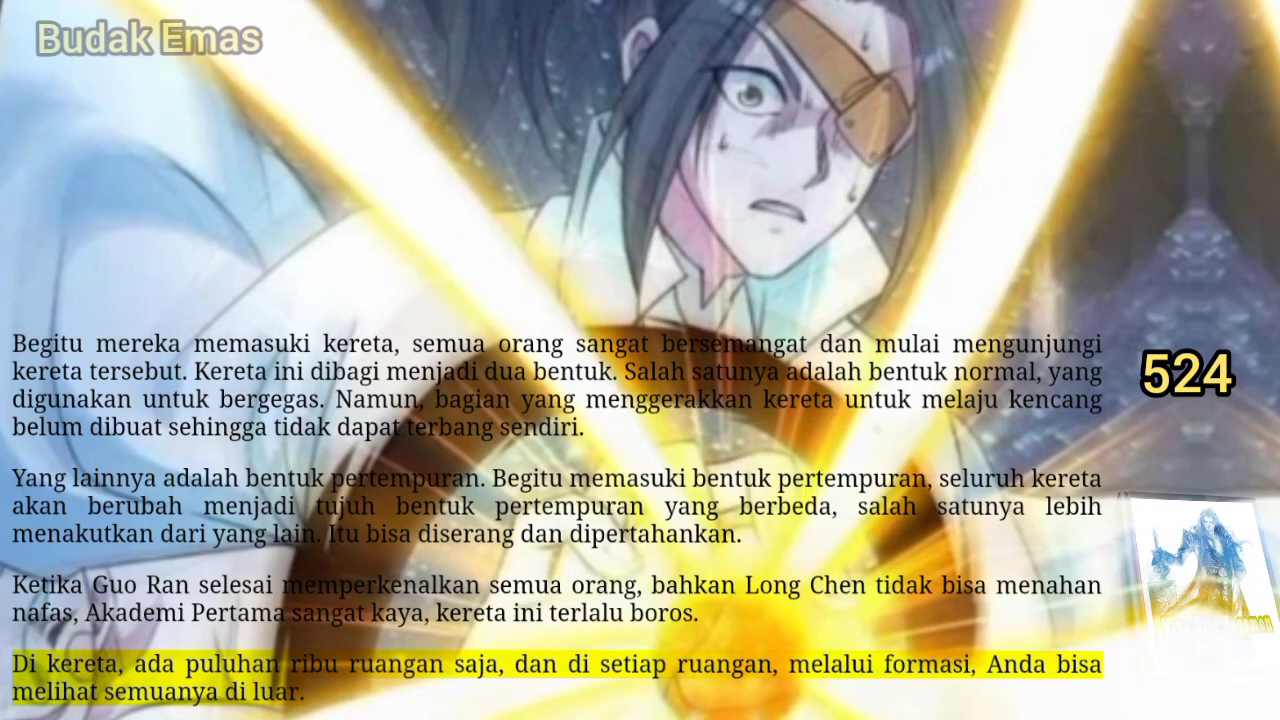 Budak Emas
Begitu mereka memasuki kereta, semua orang sangat bersemangat dan mulai mengunjungi
kereta tersebut. Kereta ini dibagi menjadi dua bentuk. Salah satunya adalah bentuk normal, yang
digunakan untuk bergegas. Namun, bagian yang menggerakkan kereta untuk melaju kencang
belum dibuat sehingga tidak dapat terbang sendiri.
524
Yang lainnya adalah bentuk pertempuran. Begitu memasuki bentuk pertempuran, seluruh kereta
akan berubah menjadi tujuh bentuk pertempuran yang berbeda, salah satunya lebih
menakutkan dari yang lain. Itu bisa diserang dan dipertahankan.
Ketika Guo Ran selesai memperkenalkan semua orang, bahkan Long Chen tidak bisa menahan
nafas, Akademi Pertama sangat kaya, kereta ini terlalu boros.
Di kereta, ada puluhan ribu ruangan saja, dan di setiap ruangan, melalui formasi, Anda bisa
melihat semuanya di luar.